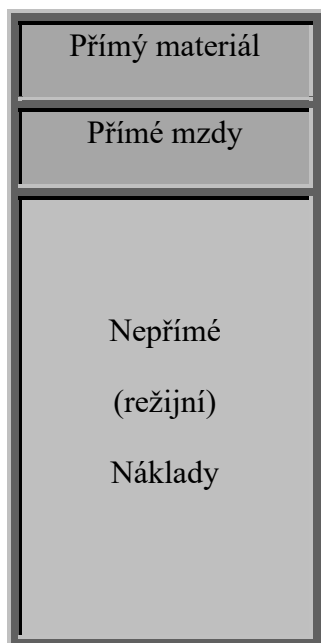 Přímý materiál
Přímé mzdy
Nepřímé
(režijní)
Náklady